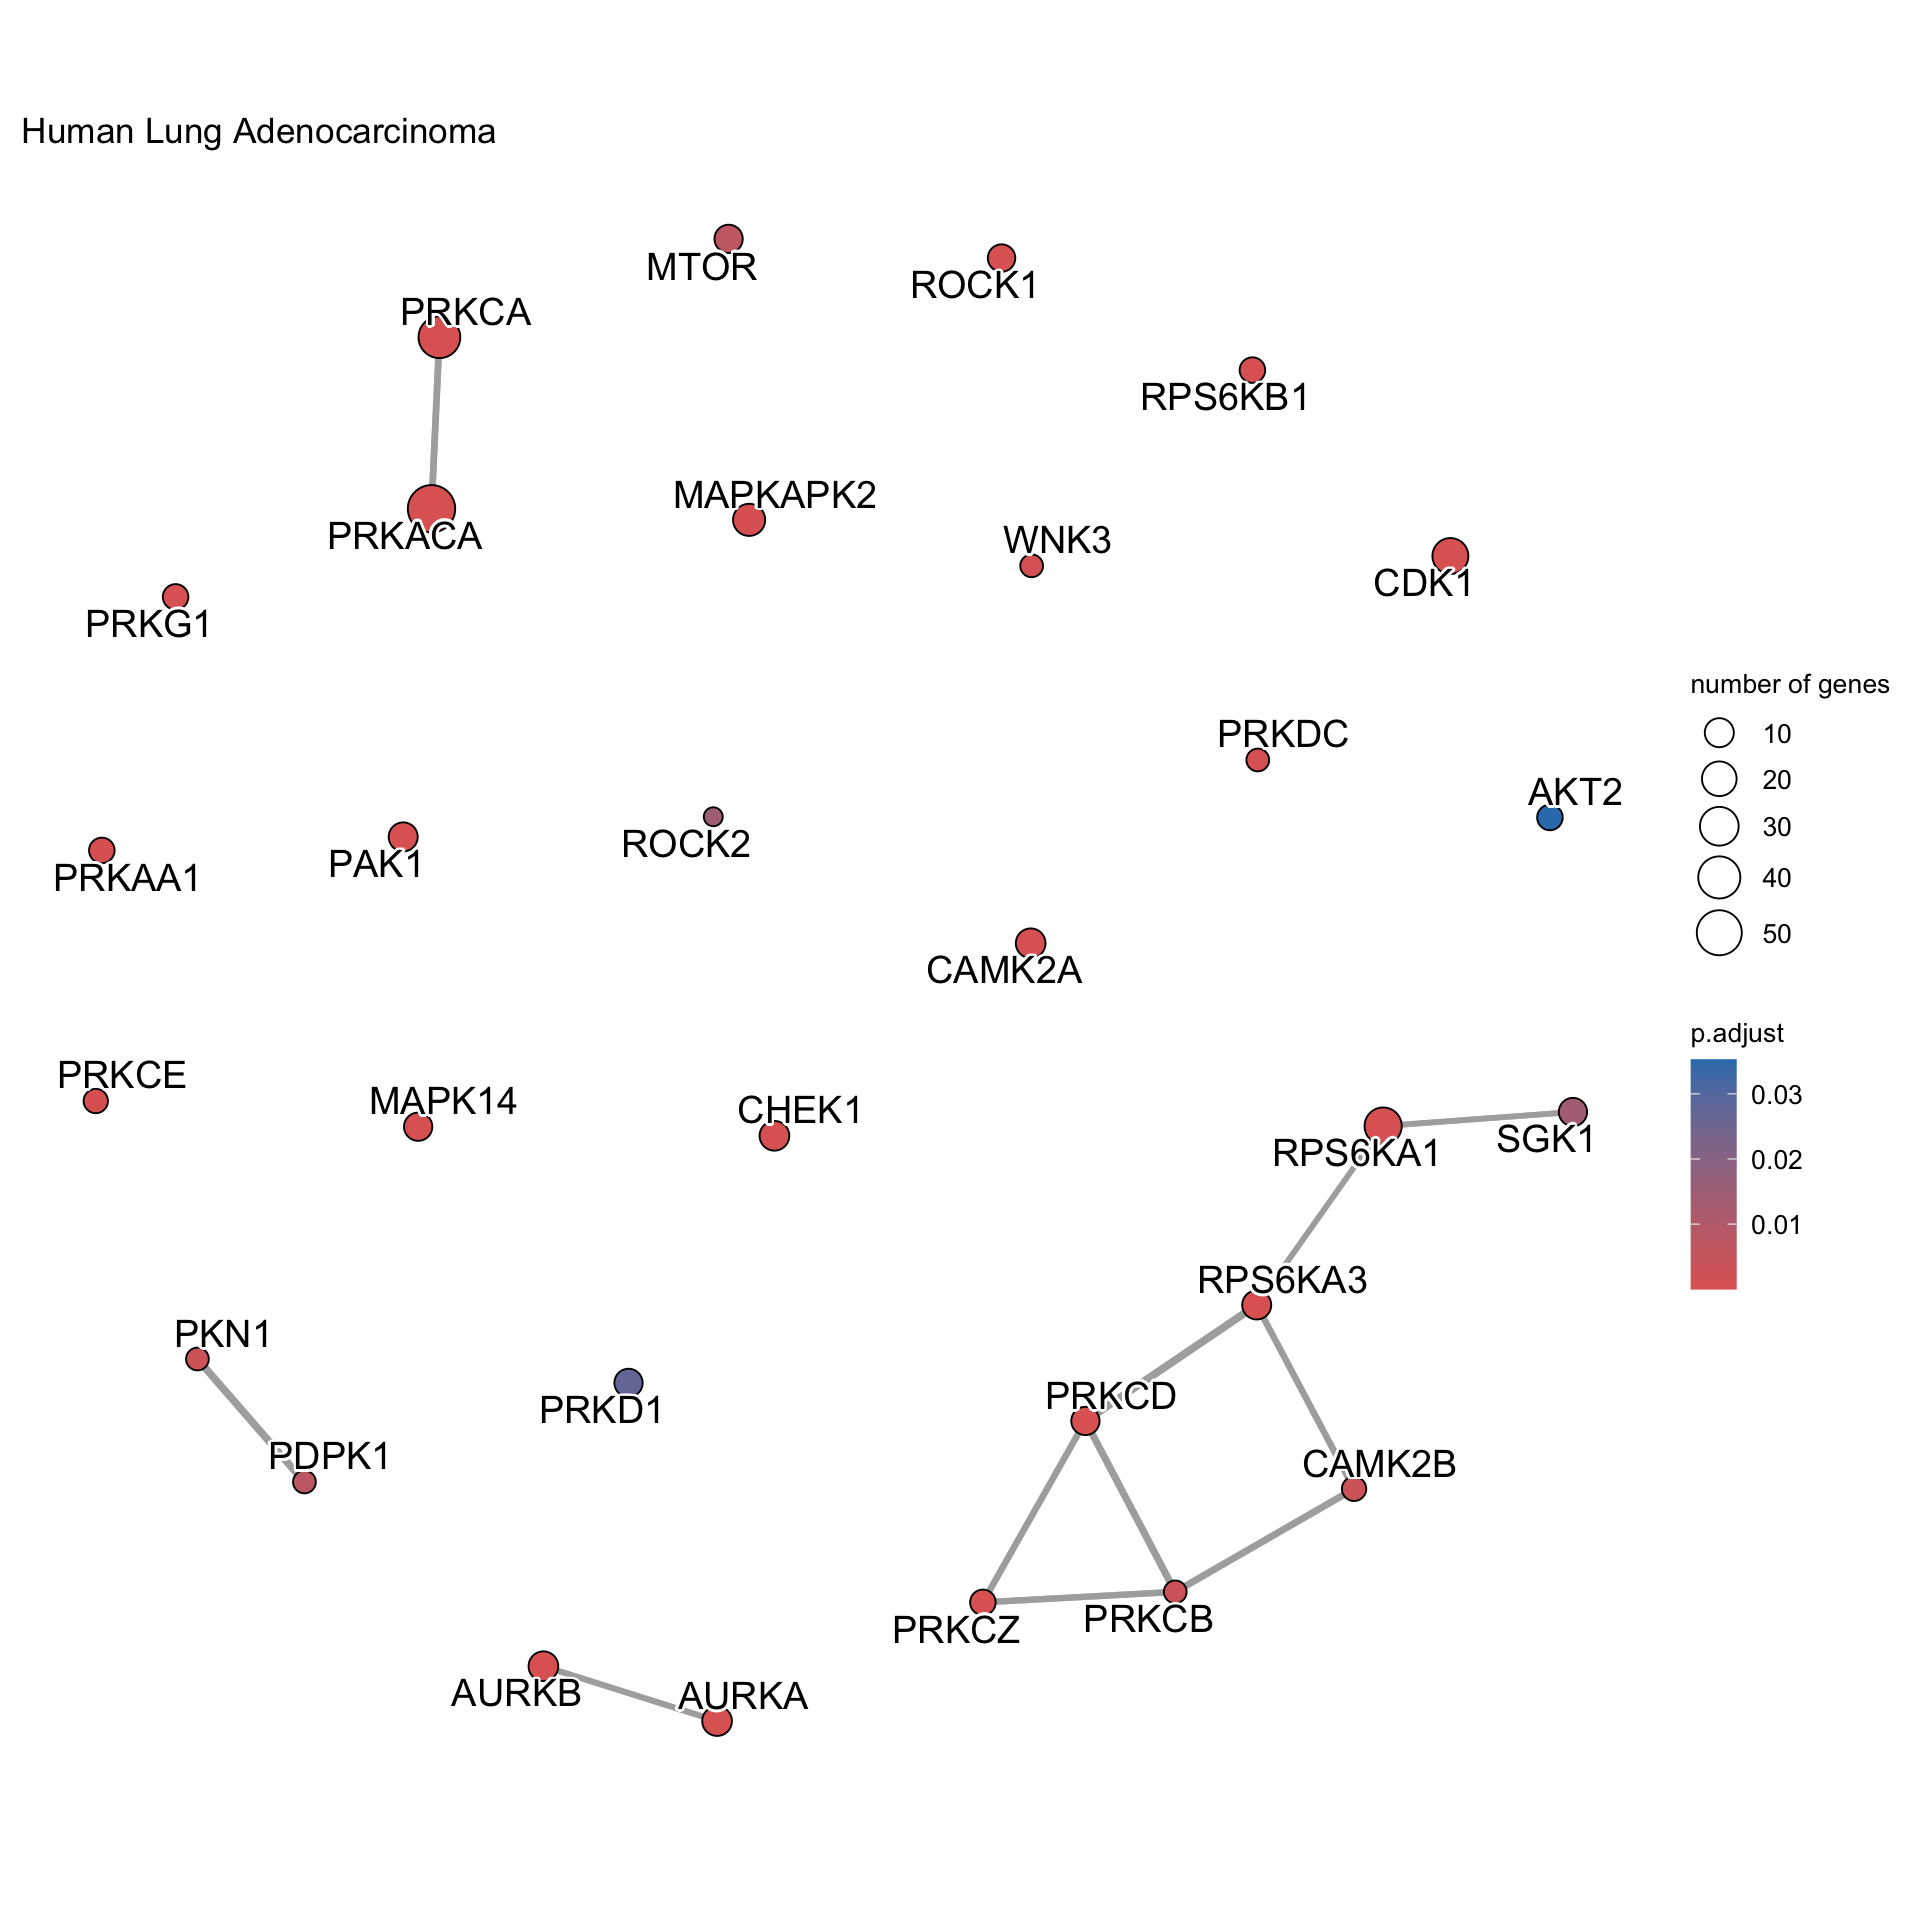 Human Lung Adenocarcinoma
MTOR
ROCK1
PRKCA
RPS6KB1
MAPKAPK2
PRKACA
WNK3
CDK1
PRKG1
number of genes
10
20
30
40
50
PRKDC
AKT2
ROCK2
PAK1
PRKAA1
CAMK2A
p.adjust
0.03
0.02
0.01
PRKCE
MAPK14
CHEK1
RPS6KA1
SGK1
RPS6KA3
PKN1
PRKD1
PRKCD
PDPK1
CAMK2B
PRKCZ
PRKCB
AURKB
AURKA